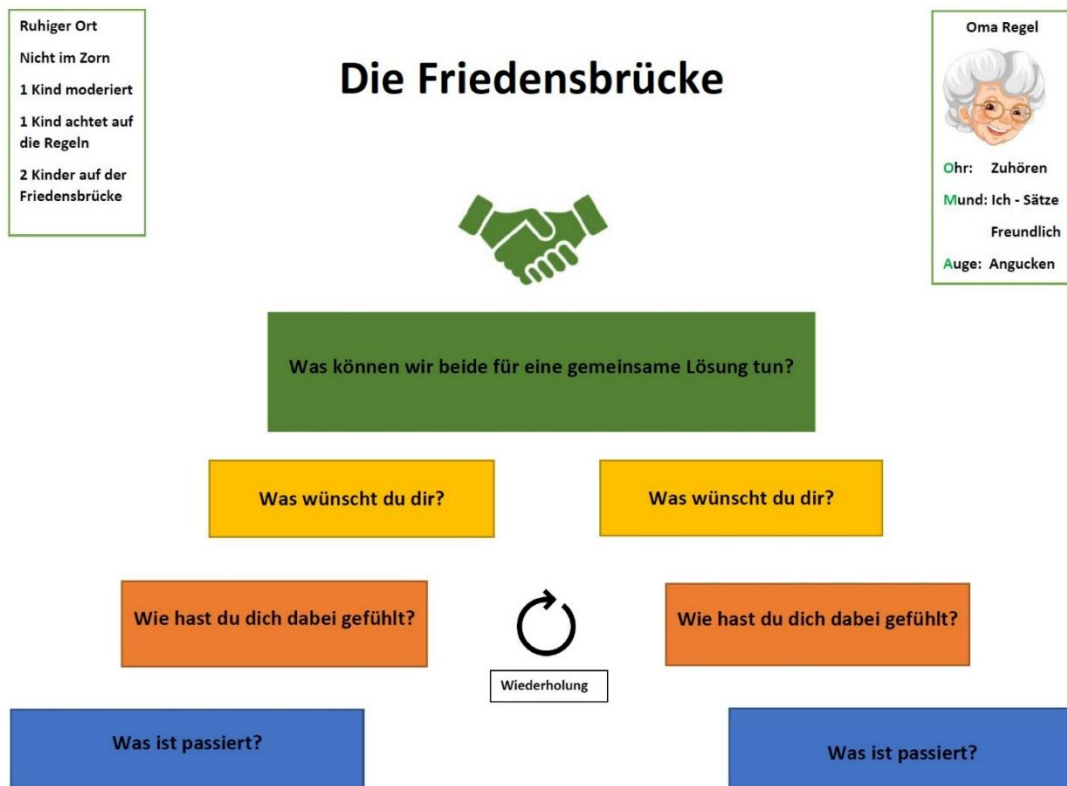 Ruhiger Ort
Nicht im Zorn
1 Kind moderiert
1 Kind achtet auf
die Regeln
2 Kinder auf der
Friedensbrücke
Die Friedensbrücke
Oma Regel
Ohr: Zuhören
Mund: Ich - Sätze
Freundlich
Auge: Angucken
Was können wir beide für eine gemeinsame Lösung tun?
Was wünscht du dir?
Was wünscht du dir?
Wie hast du dich dabei gefühlt?
Wie hast du dich dabei gefühlt?
Wiederholung
Was ist passiert?
Was ist passiert?